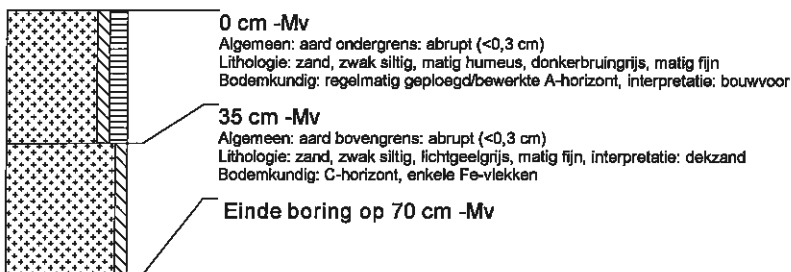 0 cm -Mv
Algemeen: aard ondergrens: abrupt (<0,3 cm)
Lithologie: zand, zwak siltig, matig humeus, donkerbruingrijs, matig fijn
Bodemkundig: regelmatig geploegd/bewerkte A-horizont, interpretatie: bouwvoor
35 cm -Mv
Algemeen: aard bovengrens: abrupt (<0,3 cm)
Lithologie: zand, zwak siltig, lichtgeelgrijs, matig fijn, interpretatie: dekzand
Bodemkundig: C-horizont, enkele Fe-vlekken
Einde boring op 70 cm -Mv